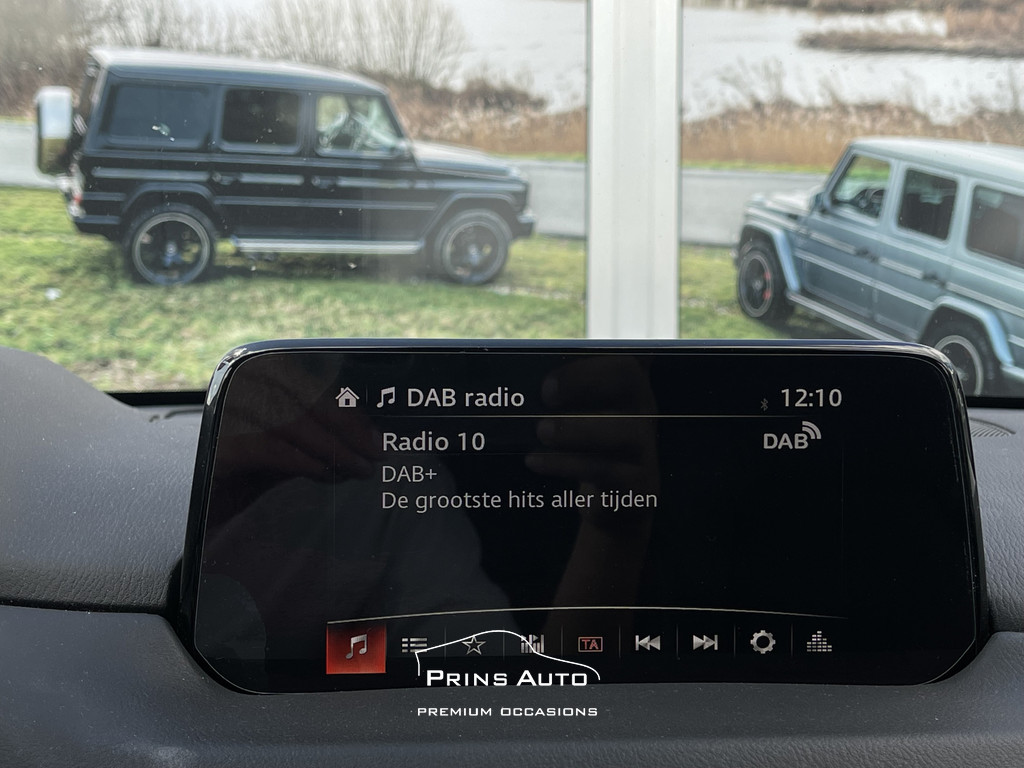 DAB radio 12:10
Radio 10 DAB
DAB+
De grootste hits aller tijden
TA
PRINS AUTO
PREMIUM OCCASIONS